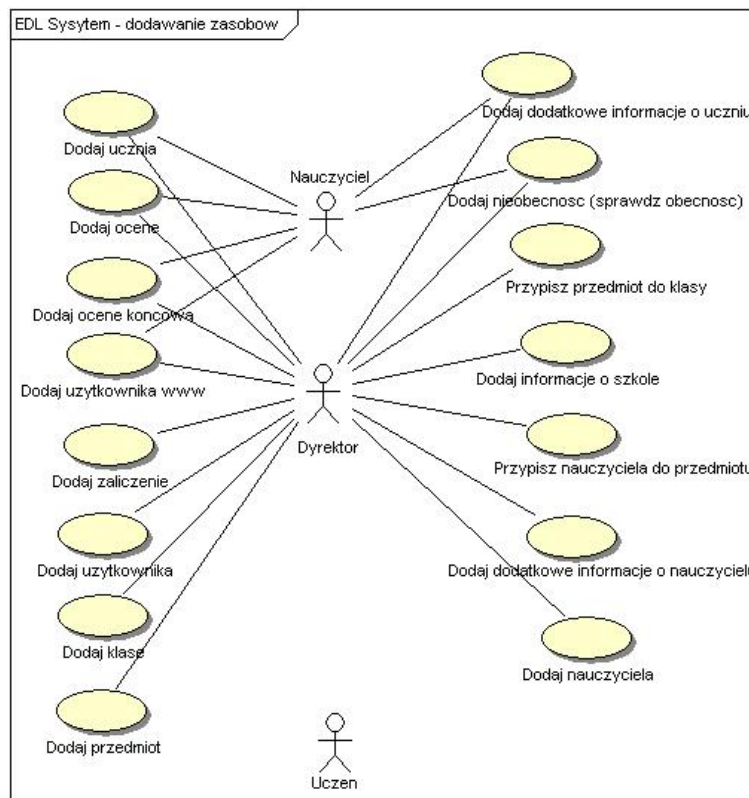 EDL Sysytem - dodawanie zasobow
Dodaj ucznia
Dodaj ocene
Dodaj ocene koncowa
Dodaj uzytkownika www
Dodaj zaliczenie
Dodaj uzytkownika
Dodaj klase
Dodaj przedmiot
Nauczyciel
Dyrektor
Uczen
Dodaj dodatkowe informacje o uczniu
Dodaj nieobecnosc (sprawdz obecnosc)
Przypisz przedmiot do klasy
Dodaj informacje o szkole
Przypisz nauczyciela do przedmiotu
Dodaj dodatkowe informacje o nauczycielu
Dodaj nauczyciela